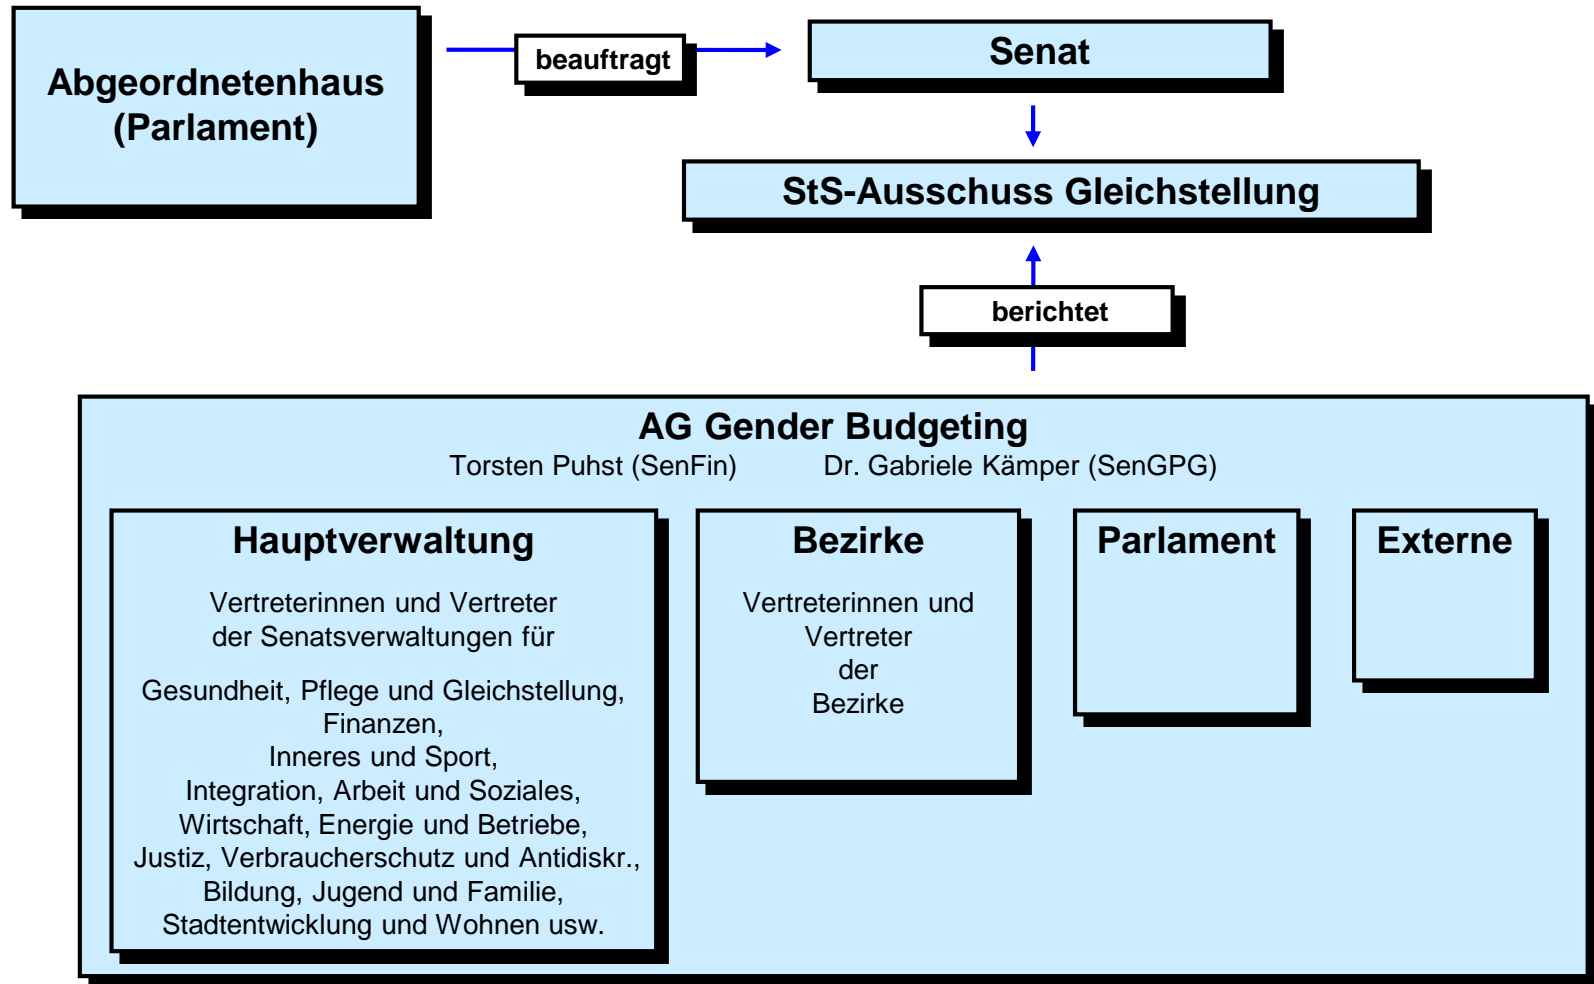 Abgeordnetenhaus
(Parlament)
beauftragt
Senat
StS-Ausschuss Gleichstellung
berichtet
AG Gender Budgeting
Torsten Puhst (SenFin) Dr. Gabriele Kämper (SenGPG)
Hauptverwaltung
Vertreterinnen und Vertreter
der Senatsverwaltungen für
Gesundheit, Pflege und Gleichstellung,
Finanzen,
Inneres und Sport,
Integration, Arbeit und Soziales,
Wirtschaft, Energie und Betriebe,
Justiz, Verbraucherschutz und Antidiskr.,
Bildung, Jugend und Familie,
Stadtentwicklung und Wohnen usw.
Bezirke
Vertreterinnen und
Vertreter
der
Bezirke
Parlament
Externe